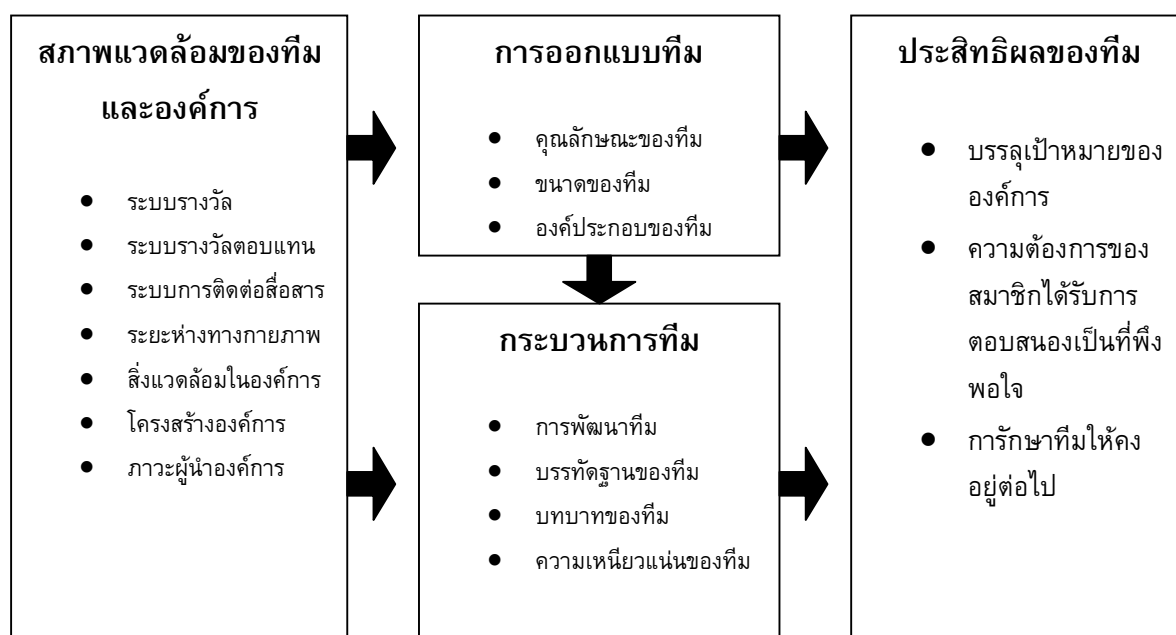 สภาพแวดล้อมของทีม
และองค์การ
● ระบบรางวัล
● ระบบรางวัลตอบแทน
● ระบบการติดต่อสื่อสาร
● ระยะห่างทางกายภาพ
● สิ่งแวดล้อมในองค์การ
● โครงสร้างองค์การ
● ภาวะผู้นำองค์การ
การออกแบบทีม
● คุณลักษณะของทีม
● ขนาดของทีม
● องค์ประกอบของทีม
กระบวนการทีม
● การพัฒนาทีม
● บรรทัดฐานของทีม
● บทบาทของทีม
● ความเหนียวแน่นของทีม
ประสิทธิผลของทีม
● บรรลุเป้าหมายของ
องค์การ
● ความต้องการของ
สมาชิกได้รับการ
ตอบสนองเป็นที่พึง
พอใจ
● การักษาทีมให้คง
อยู่ต่อไป